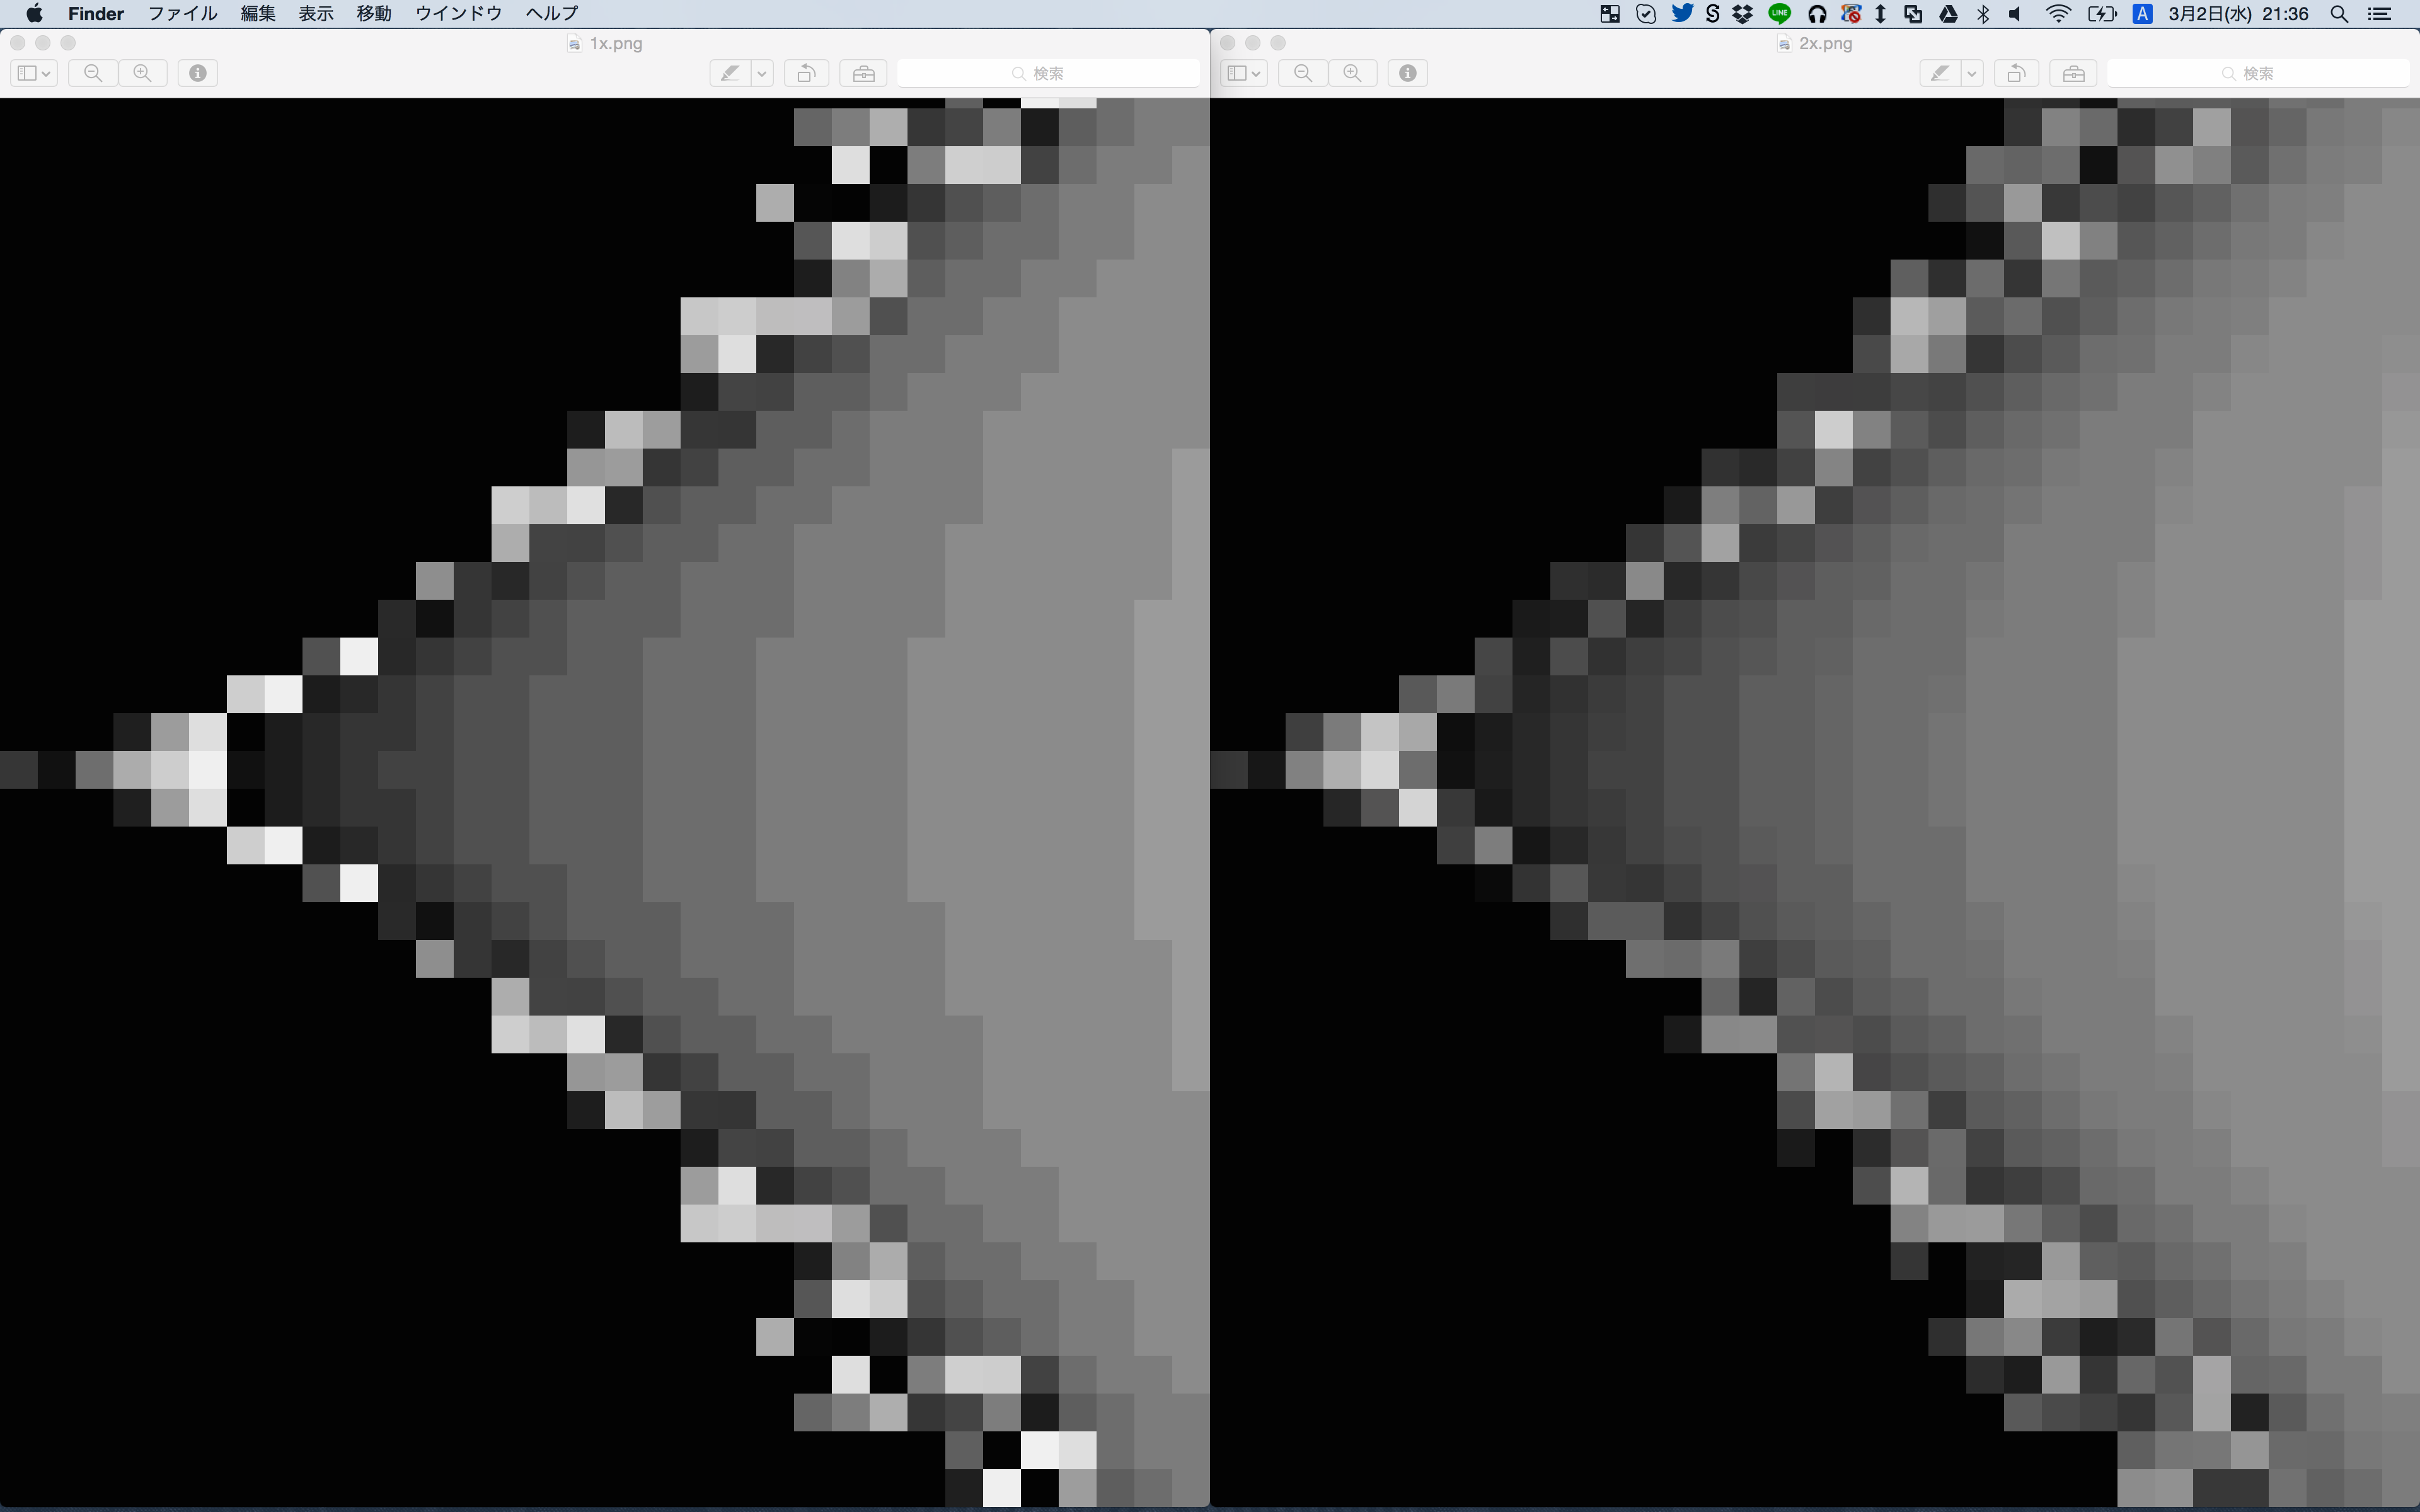 Finder ファイル 編集 表示 移動 ウインドウ ヘルプ LINE A 3月2日(水) 21:36
1x.png
検索
2x.png
検索